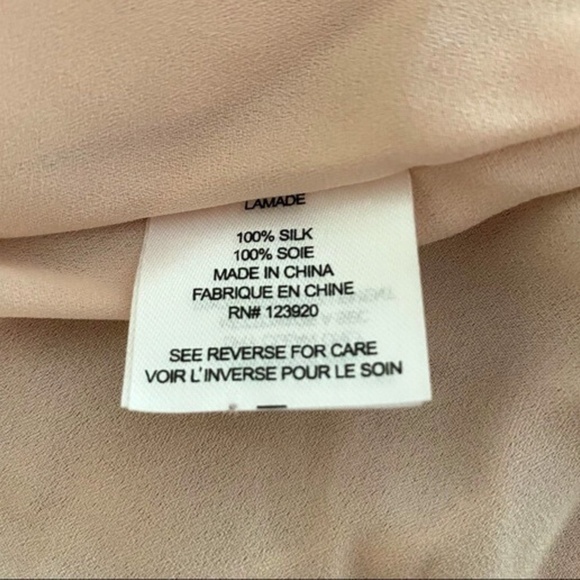 LAMADE
100% SILK
100% SOIE
MADE IN CHINA
FABRIQUE EN CHINE
RN# 123920
SEE REVERSE FOR CARE
VOIR L'INVERSE POUR LE SOIN